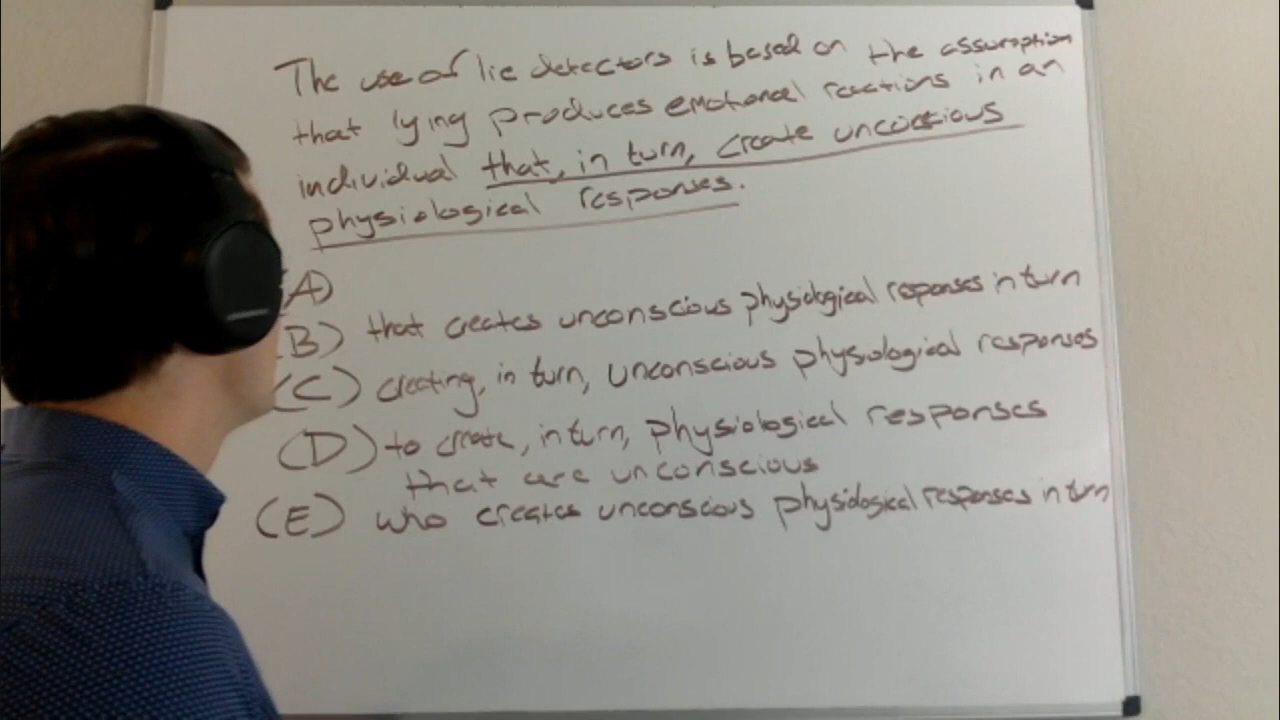 The use of lie detectors is based on the assumption
that lying produces emotional reactions in an
individual that, in turn, create unconscious
physiological responses.
(A)
(B) that creates unconscious physiological responses in turn
(C) creating, in turn, unconscious physiological responses
(D) to create, in turn, physiological responses
that are unconscious
(E) who creates unconscious physiological responses in turn